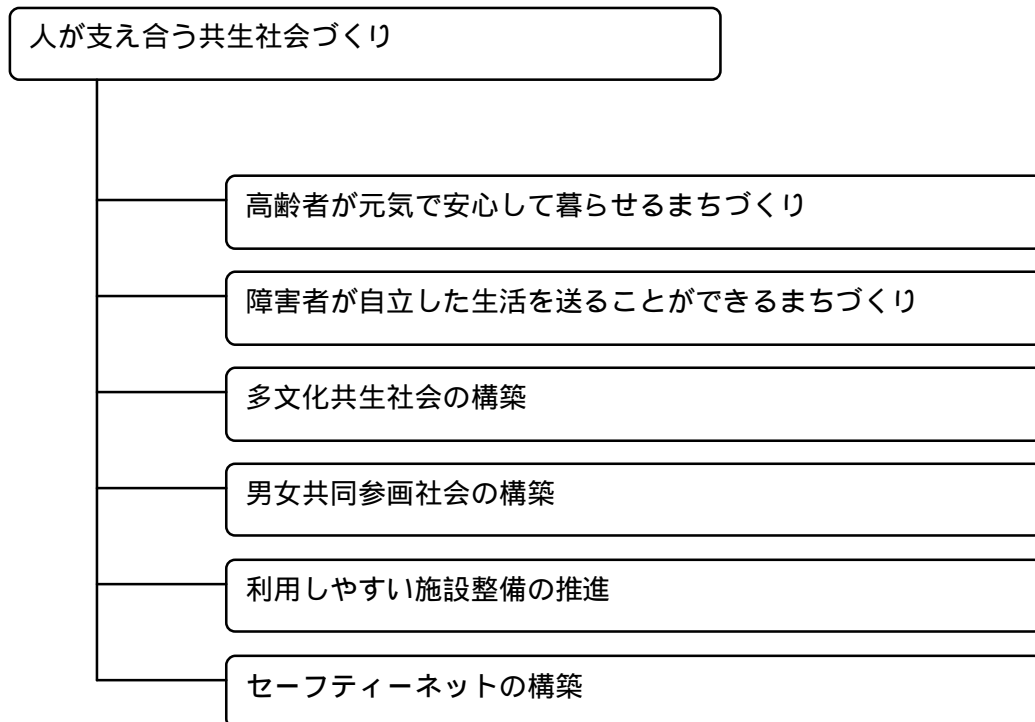 人が支え合う共生社会づくり
高齢者が元気で安心して暮らせるまちづくり
障害者が自立した生活を送ることができるまちづくり
多文化共生社会の構築
男女共同参画社会の構築
利用しやすい施設整備の推進
セーフティーネットの構築